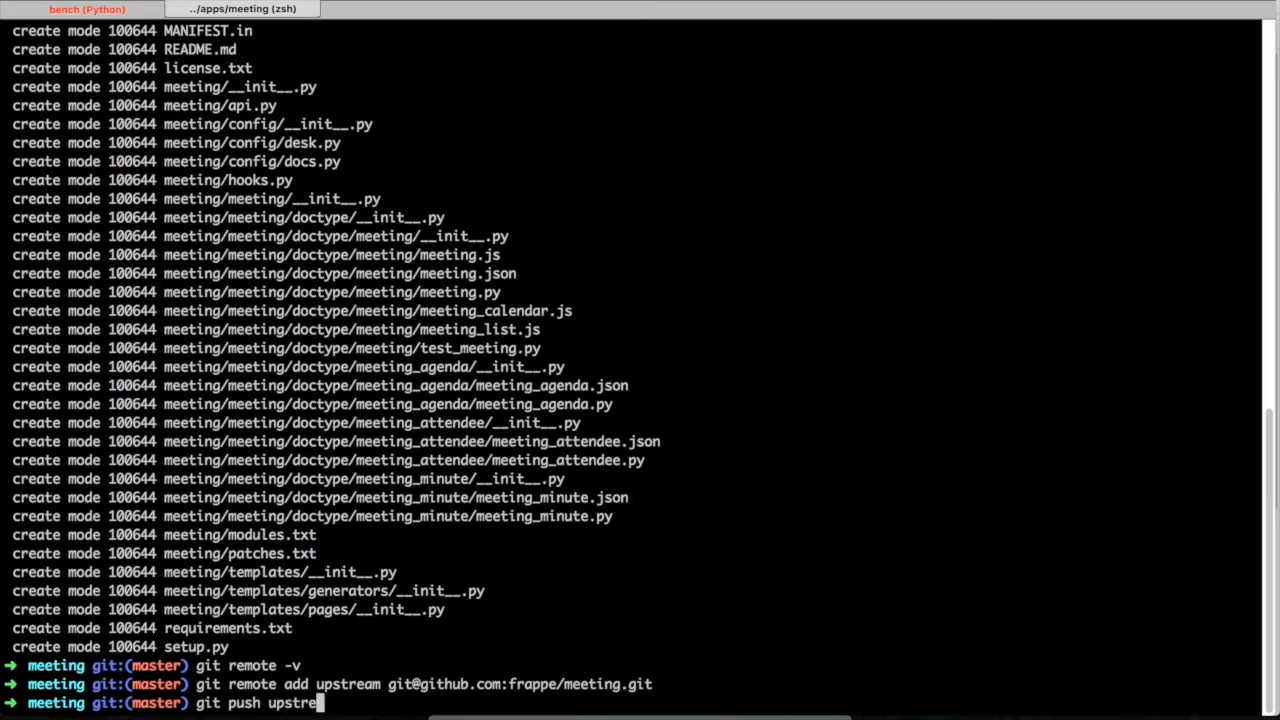 bench (Python)
../apps/meeting (zsh)
create mode 100644 MANIFEST.in
create mode 100644 README.md
create mode 100644 license.txt
create mode 100644 meeting/__init__.py
create mode 100644 meeting/api.py
create mode 100644 meeting/config/__init__.py
create mode 100644 meeting/config/desk.py
create mode 100644 meeting/config/docs.py
create mode 100644 meeting/hooks.py
create mode 100644 meeting/meeting/__init__.py
create mode 100644 meeting/meeting/doctype/__init__.py
create mode 100644 meeting/meeting/doctype/meeting/__init__.py
create mode 100644 meeting/meeting/doctype/meeting/meeting.js
create mode 100644 meeting/meeting/doctype/meeting/meeting.json
create mode 100644 meeting/meeting/doctype/meeting/meeting.py
create mode 100644 meeting/meeting/doctype/meeting/meeting_calendar.js
create mode 100644 meeting/meeting/doctype/meeting/meeting_list.js
create mode 100644 meeting/meeting/doctype/meeting/test_meeting.py
create mode 100644 meeting/meeting/doctype/meeting_agenda/__init__.py
create mode 100644 meeting/meeting/doctype/meeting_agenda/meeting_agenda.json
create mode 100644 meeting/meeting/doctype/meeting_agenda/meeting_agenda.py
create mode 100644 meeting/meeting/doctype/meeting_attendee/__init__.py
create mode 100644 meeting/meeting/doctype/meeting_attendee/meeting_attendee.json
create mode 100644 meeting/meeting/doctype/meeting_attendee/meeting_attendee.py
create mode 100644 meeting/meeting/doctype/meeting_minute/__init__.py
create mode 100644 meeting/meeting/doctype/meeting_minute/meeting_minute.json
create mode 100644 meeting/meeting/doctype/meeting_minute/meeting_minute.py
create mode 100644 meeting/modules.txt
create mode 100644 meeting/patches.txt
create mode 100644 meeting/templates/__init__.py
create mode 100644 meeting/templates/generators/__init__.py
create mode 100644 meeting/templates/pages/__init__.py
create mode 100644 requirements.txt
create mode 100644 setup.py
➜ meeting git:(master) git remote -v
➜ meeting git:(master) git remote add upstream git@github.com:frappe/meeting.git
➜ meeting git:(master) git push upstre